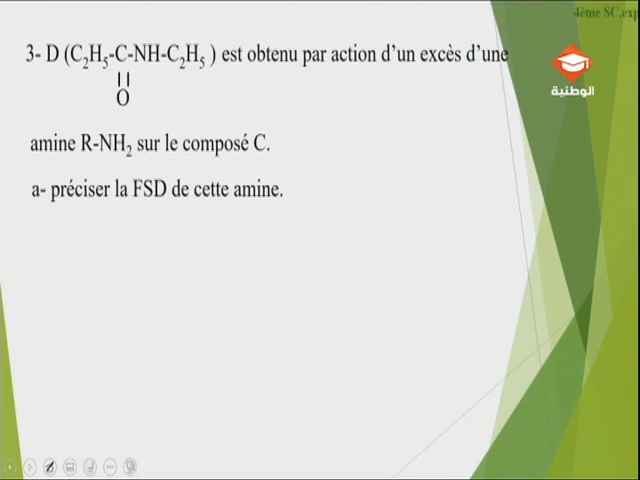 4ème SC.exp
3- D (C₂H₅-C-NH-C₂H₅ ) est obtenu par action d’un excès d’une
||
O
الوطنية
amine R-NH₂ sur le composé C.
a- préciser la FSD de cette amine.